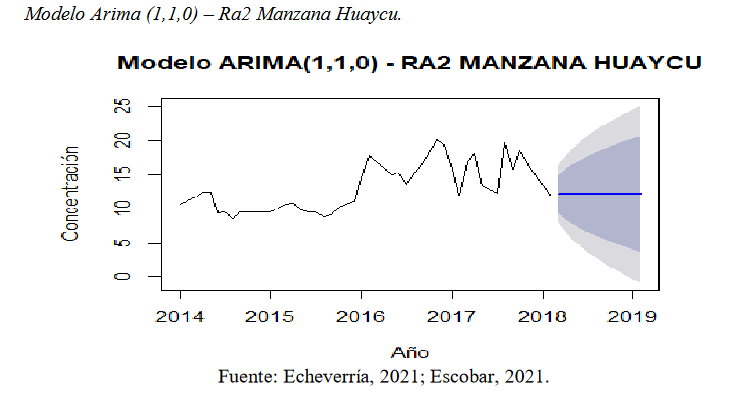 Modelo Arima (1,1,0) – Ra2 Manzana Huaycu.
Modelo ARIMA(1,1,0) - RA2 MANZANA HUAYCU
25
20
15
10
5
0
Concentración
2014 2015 2016 2017 2018 2019
Año
Fuente: Echeverría, 2021; Escobar, 2021.